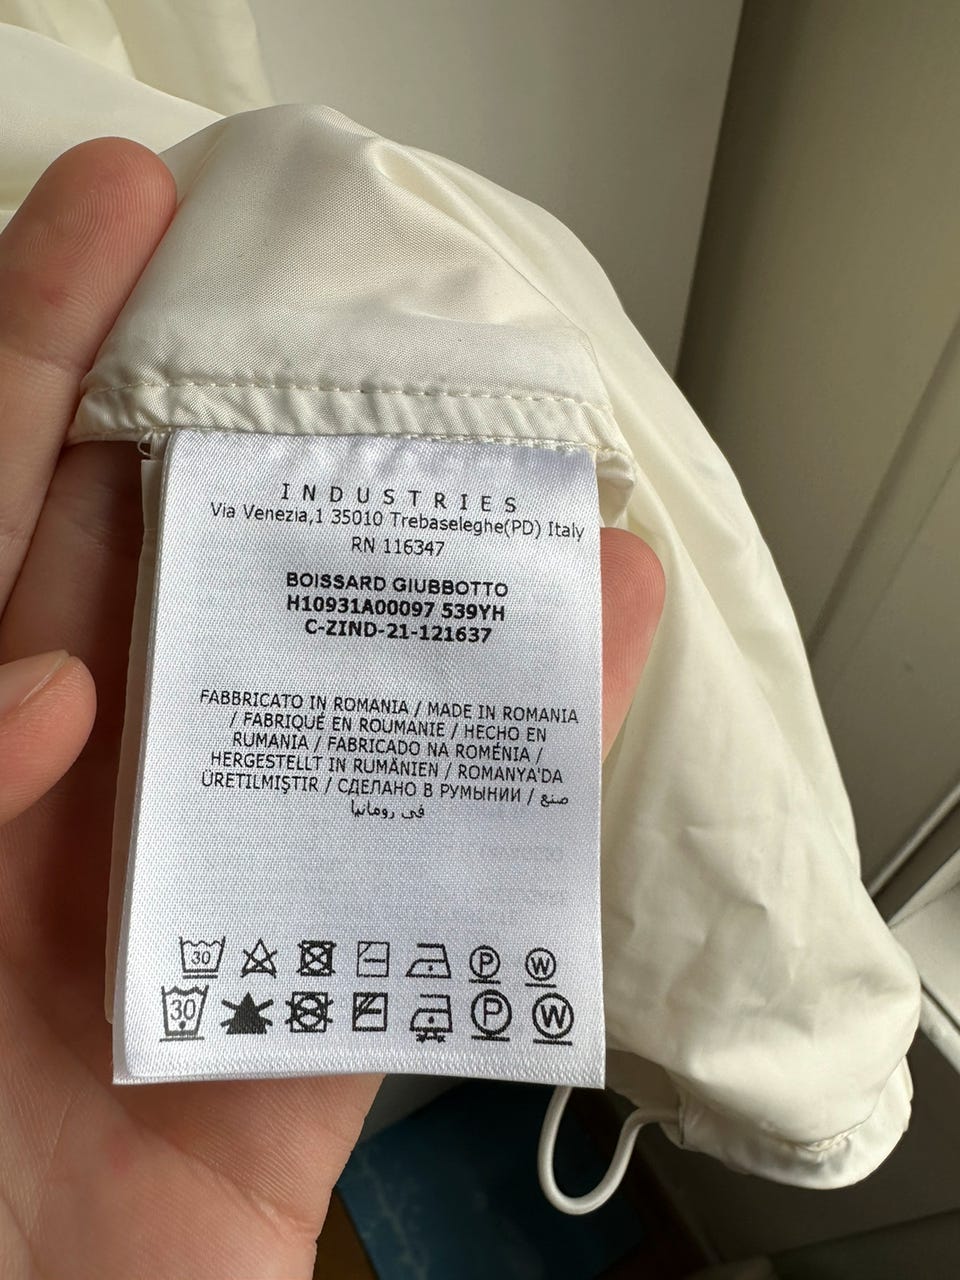 INDUSTRIES
Via Venezia,1 35010 Trebaseleghe(PD) Italy
RN 116347
BOISSARD GIUBBOTTO
H10931A00097 539YH
C-ZIND-21-121637
FABBRICATO IN ROMANIA / MADE IN ROMANIA
/ FABRIQUÉ EN ROUMANIE / HECHO EN
RUMANIA / FABRICADO NA ROMÉNIA /
HERGESTELLT IN RUMÄNIEN / ROMANYA'DA
ÜRETILMIŞTIR / СДЕЛАНО В РУМЫНИИ / صنع
في رومانيا
30 P W
30 P W